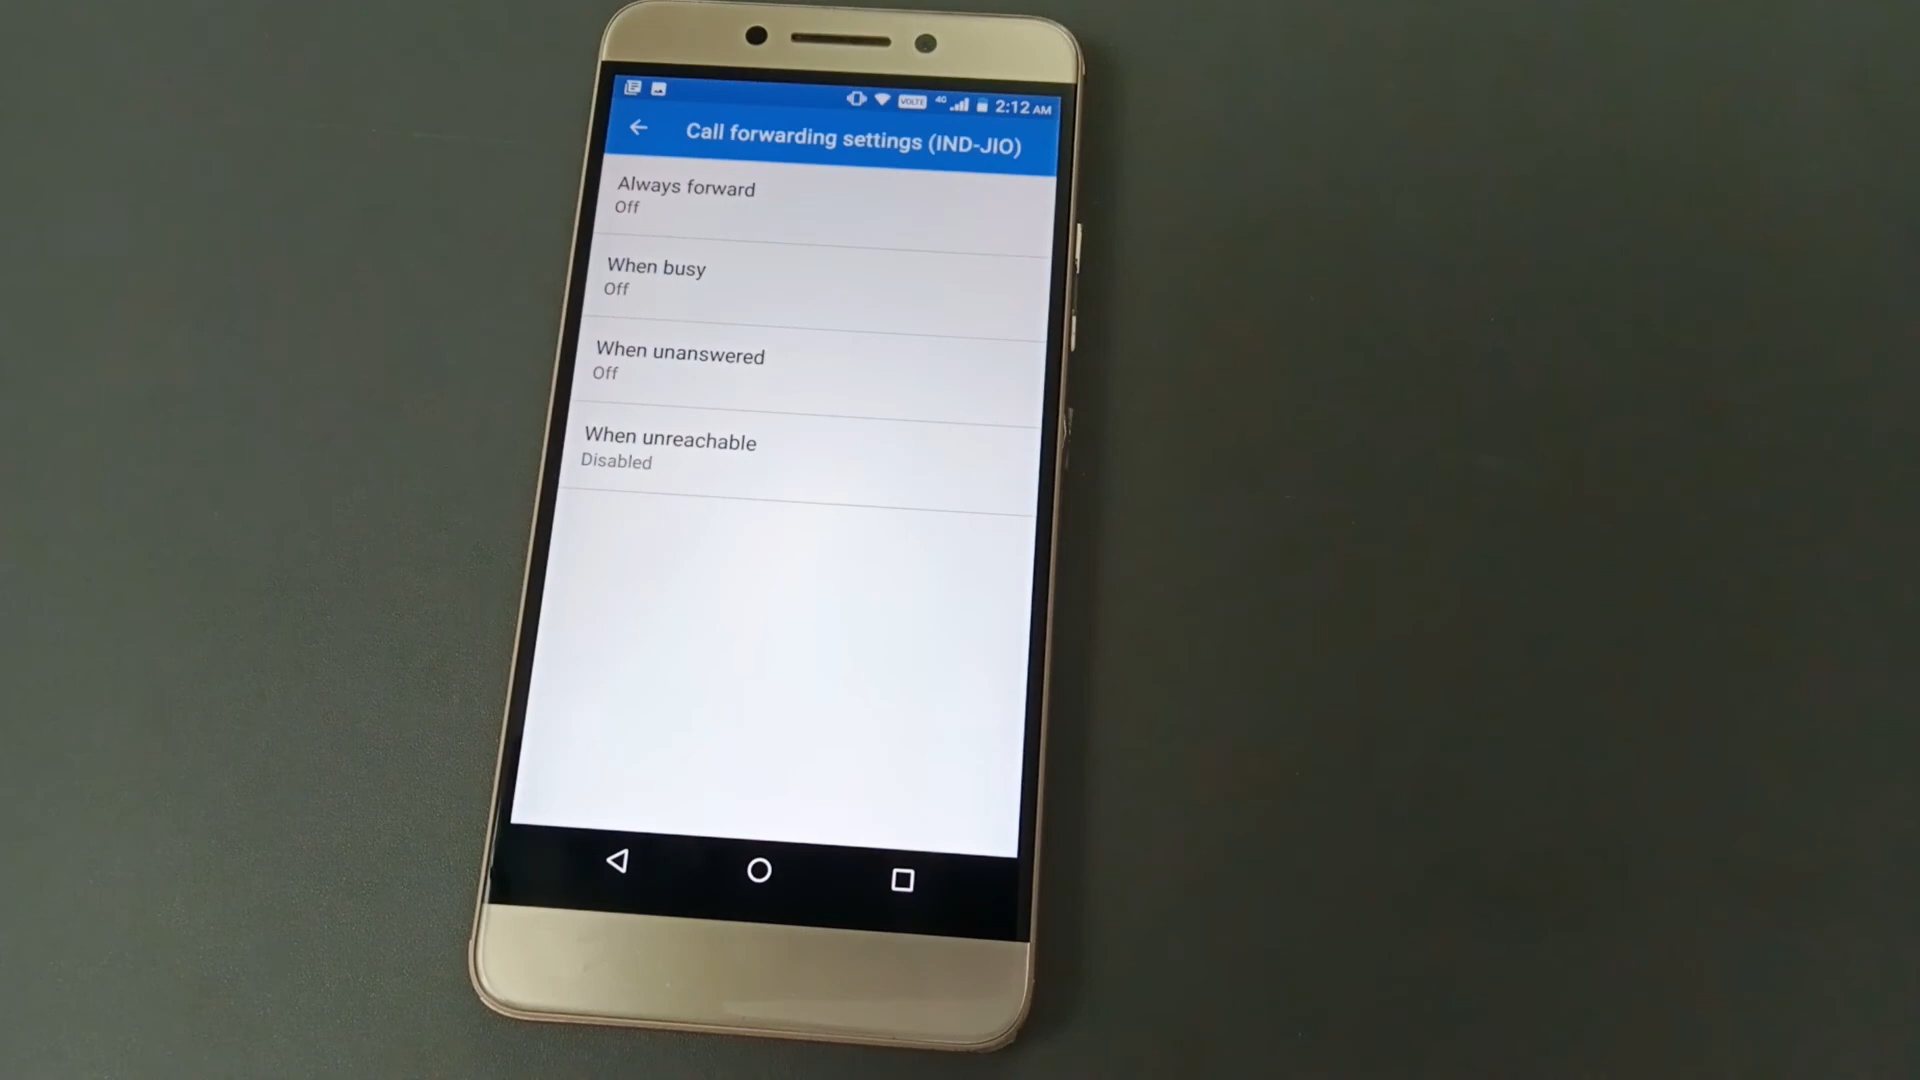 VOLTE 4G 2:12 AM
Call forwarding settings (IND-JIO)
Always forward
Off
When busy
Off
When unanswered
Off
When unreachable
Disabled